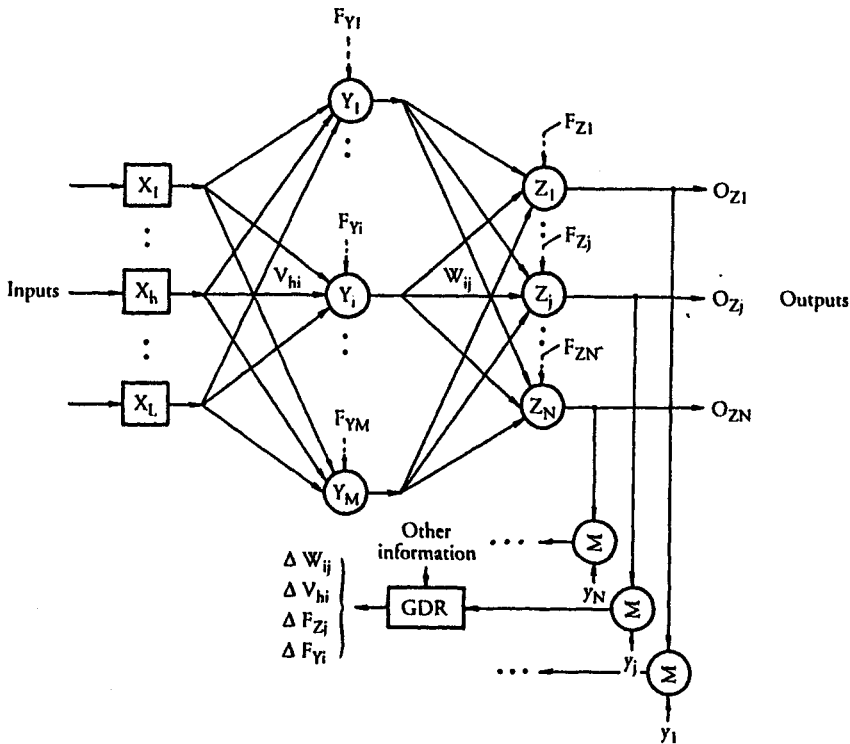 F_Y1
Y_1
F_Z1
X_1
Z_1
O_Z1
F_Yi
F_Zj
Inputs
X_h
V_hi
Y_i
W_ij
Z_j
O_Zj
Outputs
F_ZN
X_L
Z_N
O_ZN
F_YM
Y_M
Other
information
M
Δ W_ij
Δ V_hi
Δ F_Zj
Δ F_Yi
GDR
y_N
M
y_j
M
y_1